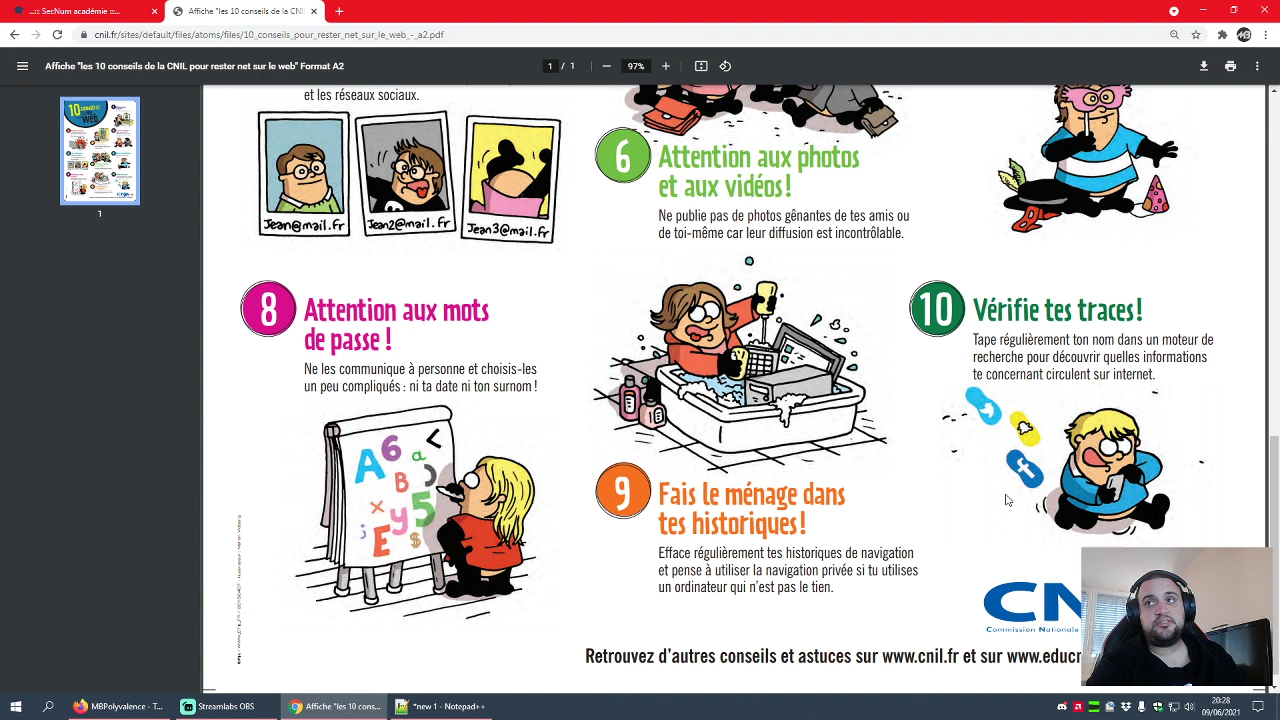 ..:: SecNum académie ::...
Affiche "les 10 conseils de la CNIL
cnil.fr/sites/default/files/atoms/files/10_conseils_pour_rester_net_sur_le_web_-_a2.pdf
Affiche "les 10 conseils de la CNIL pour rester net sur le web" Format A2
1 / 1
97%
1
et les réseaux sociaux.
Jean@mail.fr
Jean2@mail.fr
Jean3@mail.fr
6
Attention aux photos
et aux vidéos !
Ne publie pas de photos gênantes de tes amis ou
de toi-même car leur diffusion est incontrôlable.
8
Attention aux mots
de passe !
Ne les communique à personne et choisis-les
un peu compliqués : ni ta date ni ton surnom !
A 6 < a B x y 5 ; E $
9
Fais le ménage dans
tes historiques !
Efface régulièrement tes historiques de navigation
et pense à utiliser la navigation privée si tu utilises
un ordinateur qui n'est pas le tien.
10
Vérifie tes traces !
Tape régulièrement ton nom dans un moteur de
recherche pour découvrir quelles informations
te concernant circulent sur internet.
CN
Commission Nationale
Retrouvez d'autres conseils et astuces sur www.cnil.fr et sur www.educ
MBPolyvalence - T...
Streamlabs OBS
Affiche "les 10 cons...
*new 1 - Notepad++
20:28
09/06/2021